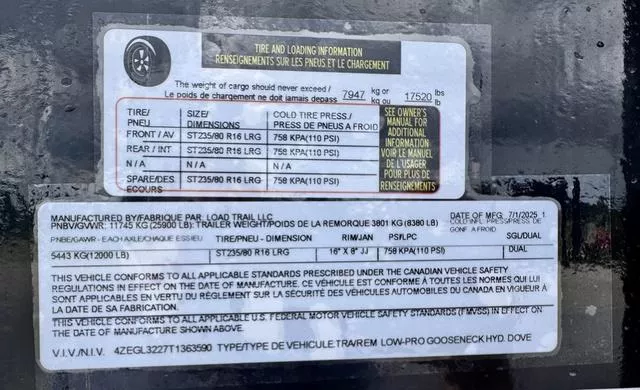 TIRE AND LOADING INFORMATION
RENSEIGNEMENTS SUR LES PNEUS ET LE CHARGEMENT
The weight of cargo should never exceed / 7947 kg or 17520 lbs
Le poids de chargement ne doit jamais depass kg ou lb
TIRE/ SIZE/ COLD TIRE PRESS./
PNEU DIMENSIONS PRESS DE PNEUS A FROID
FRONT / AV ST235/80 R16 LRG 758 KPA(110 PSI)
REAR / INT ST235/80 R16 LRG 758 KPA(110 PSI)
N / A N / A N / A
SPARE/DES ST235/80 R16 LRG 758 KPA(110 PSI)
ECOURS
SEE OWNER'S
MANUAL FOR
ADDITIONAL
INFORMATION
VOIR LE MANUEL
DE L'USAGER
POUR PLUS DE
RENSEIGNEMENTS
MANUFACTURED BY/FABRIQUE PAR: LOAD TRAIL LLC DATE OF MFG. 7/1/2025 1
PNBV/GVWR: 11745 KG (25900 LB): TRAILER WEIGHT/POIDS DE LA REMORQUE 3801 KG (8380 LB) COLD INFL. PRESS/PRESS. DE
GONF. A FROID
PNBE/GAWR - EACH AXLE/CHAQUE ESSIEU TIRE/PNEU - DIMENSION RIM/JAN PSI/LPC SGL/DUAL
5443 KG(12000 LB) ST235/80 R16 LRG 16" X 8" JJ 758 KPA(110 PSI) DUAL
THIS VEHICLE CONFORMS TO ALL APPLICABLE STANDARDS PRESCRIBED UNDER THE CANADIAN VEHICLE SAFETY
REGULATIONS IN EFFECT ON THE DATE OF MANUFACTURE. CE VÉHICULE EST CONFORME À TOUTES LES NORMES QUI LUI
SONT APPLICABLES EN VERTU DU RÉGLEMENT SUR LA SÉCURITÉ DES VÉHICULES AUTOMOBILES DU CANADA EN VIGUEUR À
LA DATE DE SA FABRICATION.
THIS VEHICLE CONFORMS TO ALL APPLICABLE U.S. FEDERAL MOTOR VEHICLE SAFETY STANDARDS (FMVSS) IN EFFECT ON
THE DATE OF MANUFACTURE SHOWN ABOVE.
V.I.V./N.I.V. 4ZEGL3227T1363590 TYPE/TYPE DE VEHICULE TRA/REM LOW-PRO GOOSENECK HYD. DOVE